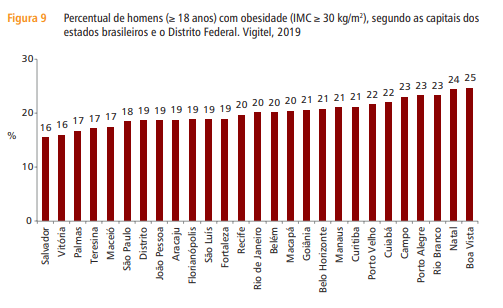 Figura 9 Percentual de homens (≥ 18 anos) com obesidade (IMC ≥ 30 kg/m²), segundo as capitais dos
estados brasileiros e o Distrito Federal. Vigitel, 2019
30
20
10
0
%
16 16 17 17 17 18 19 19 19 19 19 19 20 20 20 20 21 21 21 21 22 22 23 23 23 24 25
Salvador
Vitória
Palmas
Teresina
Maceió
São Paulo
Distrito
João Pessoa
Aracaju
Florianópolis
São Luís
Fortaleza
Recife
Rio de Janeiro
Belém
Macapá
Goiânia
Belo Horizonte
Manaus
Curitiba
Porto Velho
Cuiabá
Campo
Porto Alegre
Rio Branco
Natal
Boa Vista